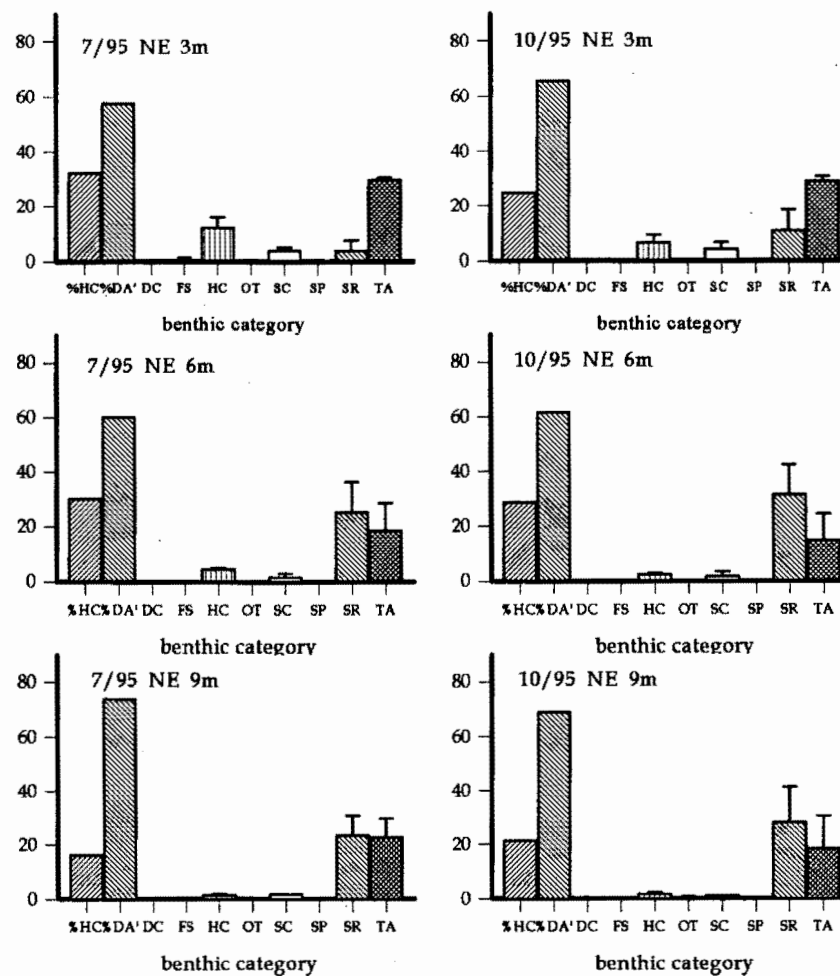 7/95 NE 3m
80
60
40
20
0
%HC%DA' DC FS HC OT SC SP SR TA
benthic category
10/95 NE 3m
80
60
40
20
0
%HC%DA' DC FS HC OT SC SP SR TA
benthic category
7/95 NE 6m
80
60
40
20
0
%HC%DA' DC FS HC OT SC SP SR TA
benthic category
10/95 NE 6m
80
60
40
20
0
%HC%DA' DC FS HC OT SC SP SR TA
benthic category
7/95 NE 9m
80
60
40
20
0
%HC%DA' DC FS HC OT SC SP SR TA
benthic category
10/95 NE 9m
80
60
40
20
0
%HC%DA' DC FS HC OT SC SP SR TA
benthic category